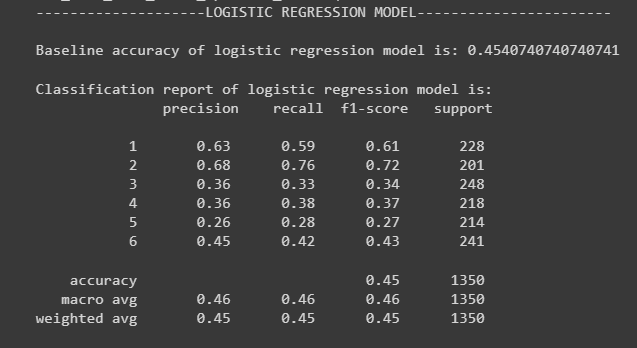 --------------------LOGISTIC REGRESSION MODEL-----------------------
Baseline accuracy of logistic regression model is: 0.4540740740740741
Classification report of logistic regression model is:
precision recall f1-score support
1 0.63 0.59 0.61 228
2 0.68 0.76 0.72 201
3 0.36 0.33 0.34 248
4 0.36 0.38 0.37 218
5 0.26 0.28 0.27 214
6 0.45 0.42 0.43 241
accuracy 0.45 1350
macro avg 0.46 0.46 0.46 1350
weighted avg 0.45 0.45 0.45 1350